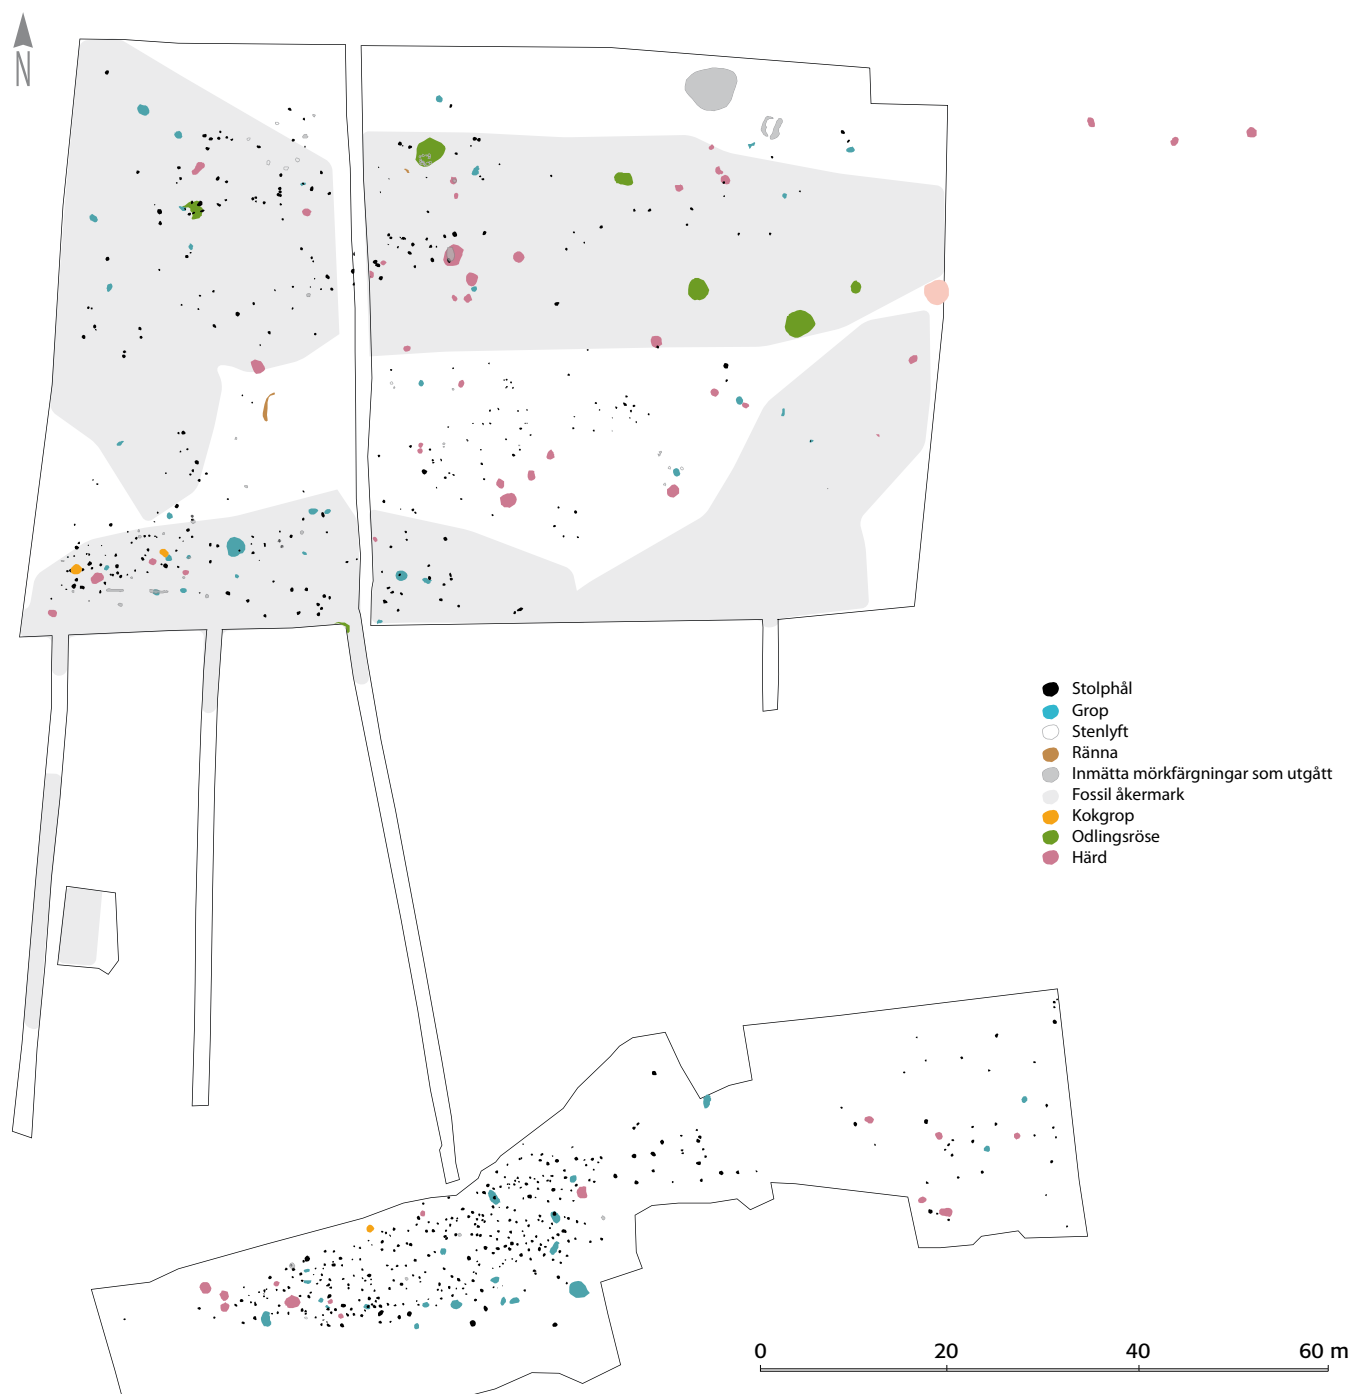 N
Stolphål
Grop
Stenlyft
Ränna
Inmätta mörkfärgningar som utgått
Fossil åkermark
Kokgrop
Odlingsröse
Härd
0 20 40 60 m